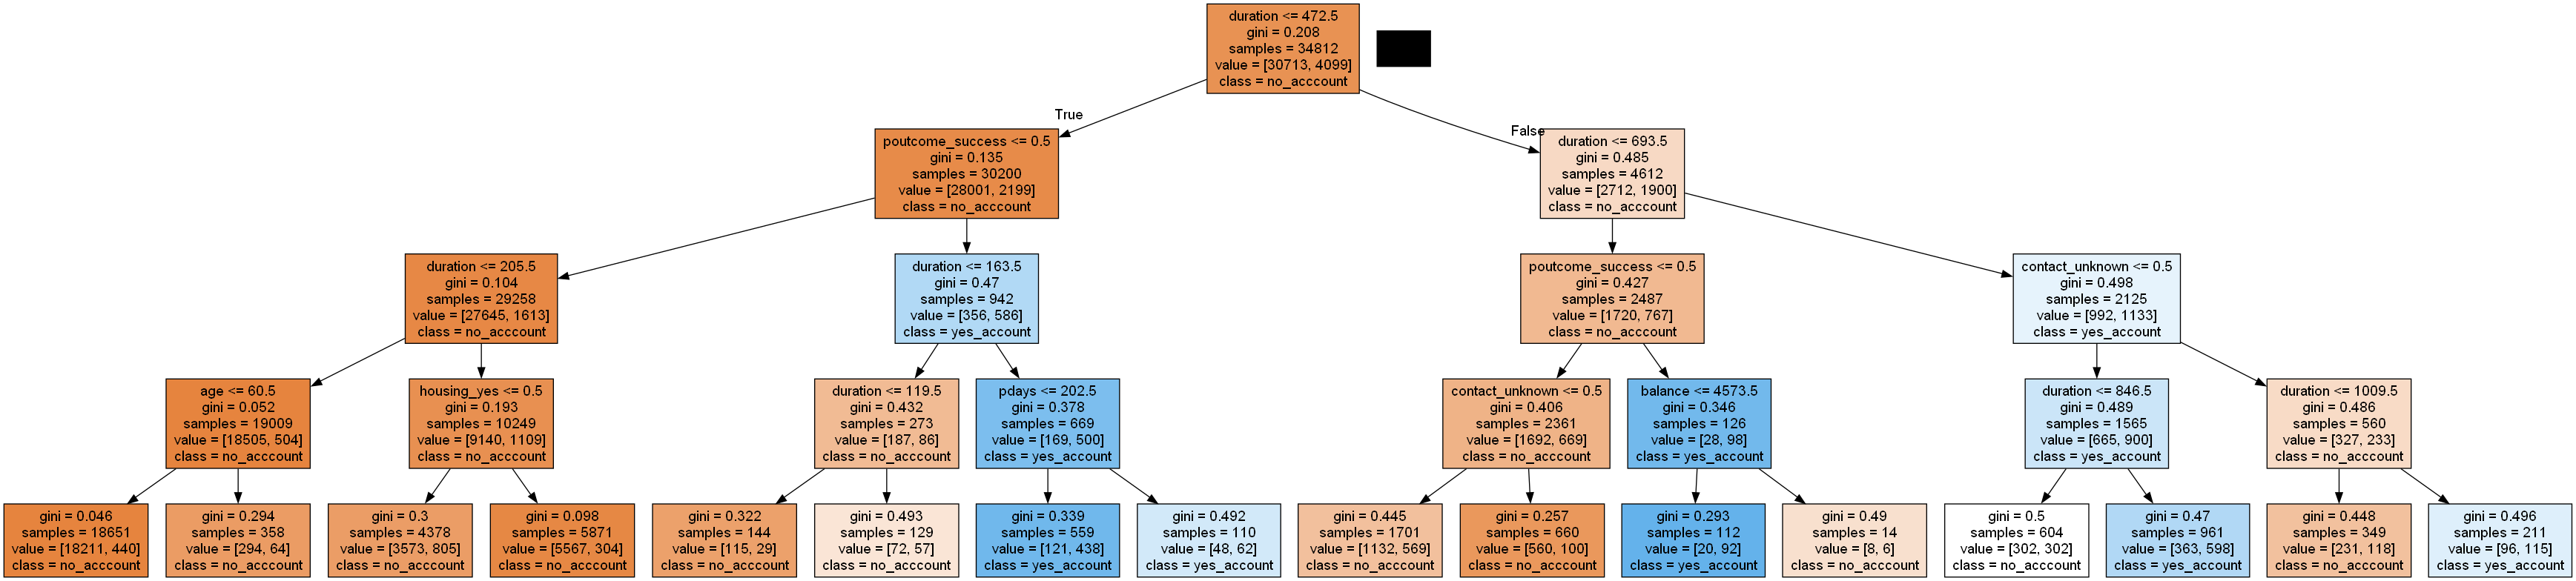 duration <= 472.5
gini = 0.208
samples = 34812
value = [30713, 4099]
class = no_acccount
True
False
poutcome_success <= 0.5
gini = 0.135
samples = 30200
value = [28001, 2199]
class = no_acccount
duration <= 693.5
gini = 0.485
samples = 4612
value = [2712, 1900]
class = no_acccount
duration <= 205.5
gini = 0.104
samples = 29258
value = [27645, 1613]
class = no_acccount
duration <= 163.5
gini = 0.47
samples = 942
value = [356, 586]
class = yes_account
poutcome_success <= 0.5
gini = 0.427
samples = 2487
value = [1720, 767]
class = no_acccount
contact_unknown <= 0.5
gini = 0.498
samples = 2125
value = [992, 1133]
class = yes_account
age <= 60.5
gini = 0.052
samples = 19009
value = [18505, 504]
class = no_acccount
housing_yes <= 0.5
gini = 0.193
samples = 10249
value = [9140, 1109]
class = no_acccount
duration <= 119.5
gini = 0.432
samples = 273
value = [187, 86]
class = no_acccount
pdays <= 202.5
gini = 0.378
samples = 669
value = [169, 500]
class = yes_account
contact_unknown <= 0.5
gini = 0.406
samples = 2361
value = [1692, 669]
class = no_acccount
balance <= 4573.5
gini = 0.346
samples = 126
value = [28, 98]
class = yes_account
duration <= 846.5
gini = 0.489
samples = 1565
value = [665, 900]
class = yes_account
duration <= 1009.5
gini = 0.486
samples = 560
value = [327, 233]
class = no_acccount
gini = 0.046
samples = 18651
value = [18211, 440]
class = no_acccount
gini = 0.294
samples = 358
value = [294, 64]
class = no_acccount
gini = 0.3
samples = 4378
value = [3573, 805]
class = no_acccount
gini = 0.098
samples = 5871
value = [5567, 304]
class = no_acccount
gini = 0.322
samples = 144
value = [115, 29]
class = no_acccount
gini = 0.493
samples = 129
value = [72, 57]
class = no_acccount
gini = 0.339
samples = 559
value = [121, 438]
class = yes_account
gini = 0.492
samples = 110
value = [48, 62]
class = yes_account
gini = 0.445
samples = 1701
value = [1132, 569]
class = no_acccount
gini = 0.257
samples = 660
value = [560, 100]
class = no_acccount
gini = 0.293
samples = 112
value = [20, 92]
class = yes_account
gini = 0.49
samples = 14
value = [8, 6]
class = no_acccount
gini = 0.5
samples = 604
value = [302, 302]
class = no_acccount
gini = 0.47
samples = 961
value = [363, 598]
class = yes_account
gini = 0.448
samples = 349
value = [231, 118]
class = no_acccount
gini = 0.496
samples = 211
value = [96, 115]
class = yes_account